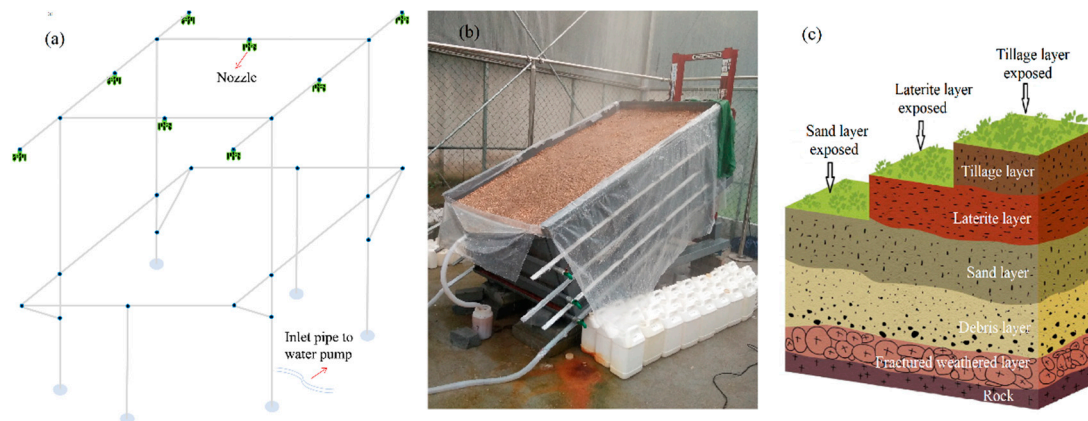 (a)
Nozzle
Inlet pipe to
water pump
(b)
(c)
Tillage layer
exposed
Laterite layer
exposed
Sand layer
exposed
Tillage layer
Laterite layer
Sand layer
Debris layer
Fractured weathered layer
Rock